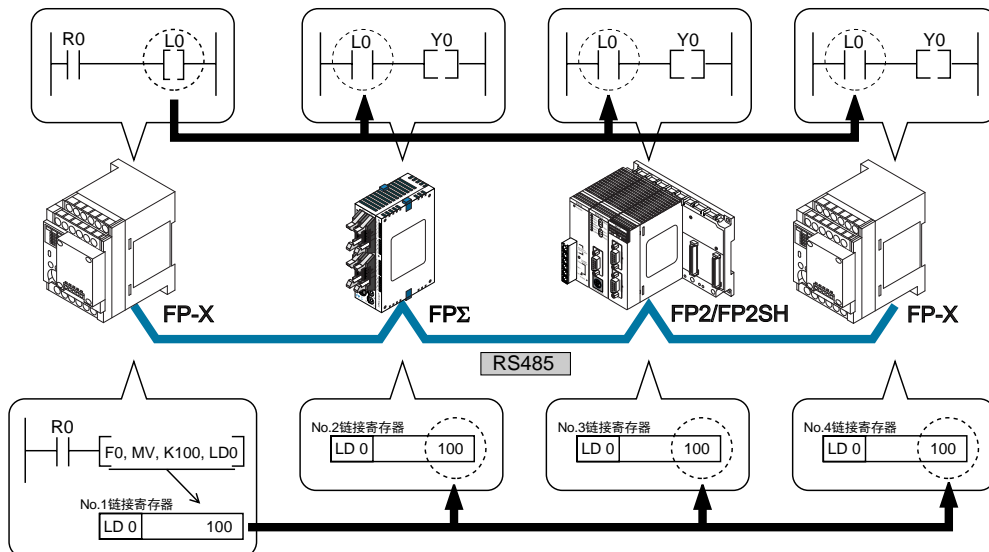 R0 L0
L0 Y0
L0 Y0
L0 Y0
FP-X
FPΣ
FP2/FP2SH
FP-X
RS485
R0
F0, MV, K100, LD0
No.1链接寄存器
LD 0 100
No.2链接寄存器
LD 0 100
No.3链接寄存器
LD 0 100
No.4链接寄存器
LD 0 100